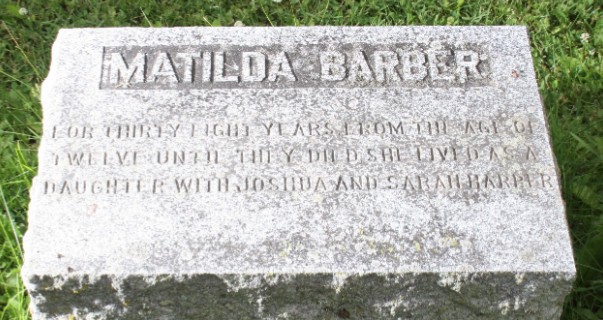 MATILDA BARBER
FOR THIRTY EIGHT YEARS FROM THE AGE OF
TWELVE UNTIL THEY DIED SHE LIVED AS A
DAUGHTER WITH JOSHUA AND SARAH HARBER